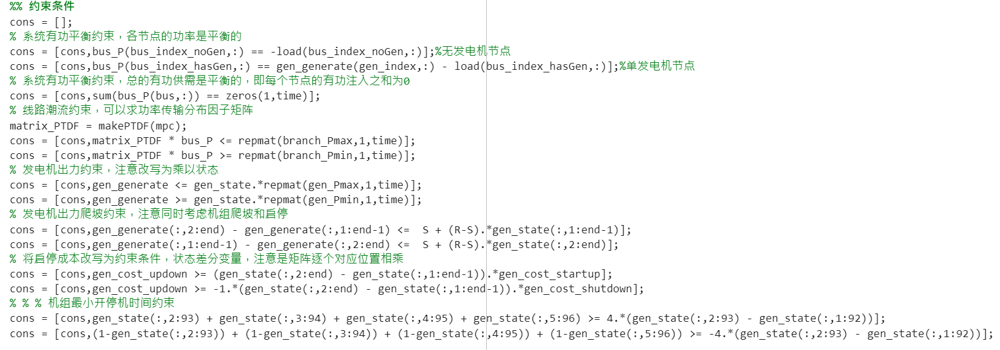 %% 约束条件
cons = [];
% 系统有功平衡约束，各节点的功率是平衡的
cons = [cons,bus_P(bus_index_noGen,:) == -load(bus_index_noGen,:)];%无发电机节点
cons = [cons,bus_P(bus_index_hasGen,:) == gen_generate(gen_index,:) - load(bus_index_hasGen,:)];%单发电机节点
% 系统有功平衡约束，总的有功供需是平衡的，即每个节点的有功注入之和为0
cons = [cons,sum(bus_P(bus,:)) == zeros(1,time)];
% 线路潮流约束，可以求功率传输分布因子矩阵
matrix_PTDF = makePTDF(mpc);
cons = [cons,matrix_PTDF * bus_P <= repmat(branch_Pmax,1,time)];
cons = [cons,matrix_PTDF * bus_P >= repmat(branch_Pmin,1,time)];
% 发电机出力约束，注意改写为乘以状态
cons = [cons,gen_generate <= gen_state.*repmat(gen_Pmax,1,time)];
cons = [cons,gen_generate >= gen_state.*repmat(gen_Pmin,1,time)];
% 发电机出力爬坡约束，注意同时考虑机组爬坡和启停
cons = [cons,gen_generate(:,2:end) - gen_generate(:,1:end-1) <=  S + (R-S).*gen_state(:,1:end-1)];
cons = [cons,gen_generate(:,1:end-1) - gen_generate(:,2:end) <=  S + (R-S).*gen_state(:,2:end)];
% 将启停成本改写为约束条件，状态差分变量，注意是矩阵逐个对应位置相乘
cons = [cons,gen_cost_updown >= (gen_state(:,2:end) - gen_state(:,1:end-1)).*gen_cost_startup];
cons = [cons,gen_cost_updown >= -1.*(gen_state(:,2:end) - gen_state(:,1:end-1)).*gen_cost_shutdown];
% % % 机组最小开停机时间约束
cons = [cons,gen_state(:,2:93) + gen_state(:,3:94) + gen_state(:,4:95) + gen_state(:,5:96) >= 4.*(gen_state(:,2:93) - gen_state(:,1:92))];
cons = [cons,(1-gen_state(:,2:93)) + (1-gen_state(:,3:94)) + (1-gen_state(:,4:95)) + (1-gen_state(:,5:96)) >= -4.*(gen_state(:,2:93) - gen_state(:,1:92))];